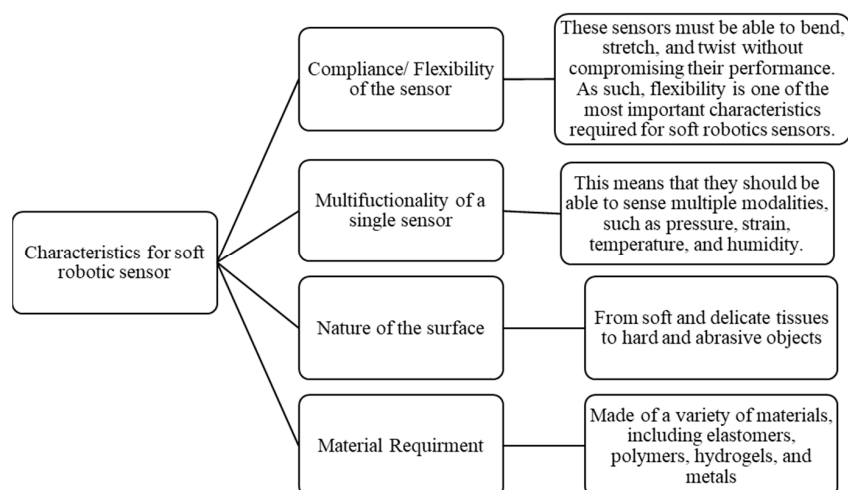 Characteristics for soft
robotic sensor
Compliance/ Flexibility
of the sensor
These sensors must be able to bend,
stretch, and twist without
compromising their performance.
As such, flexibility is one of the
most important characteristics
required for soft robotics sensors.
Multifuctionality of a
single sensor
This means that they should be
able to sense multiple modalities,
such as pressure, strain,
temperature, and humidity.
Nature of the surface
From soft and delicate tissues
to hard and abrasive objects
Material Requirment
Made of a variety of materials,
including elastomers,
polymers, hydrogels, and
metals